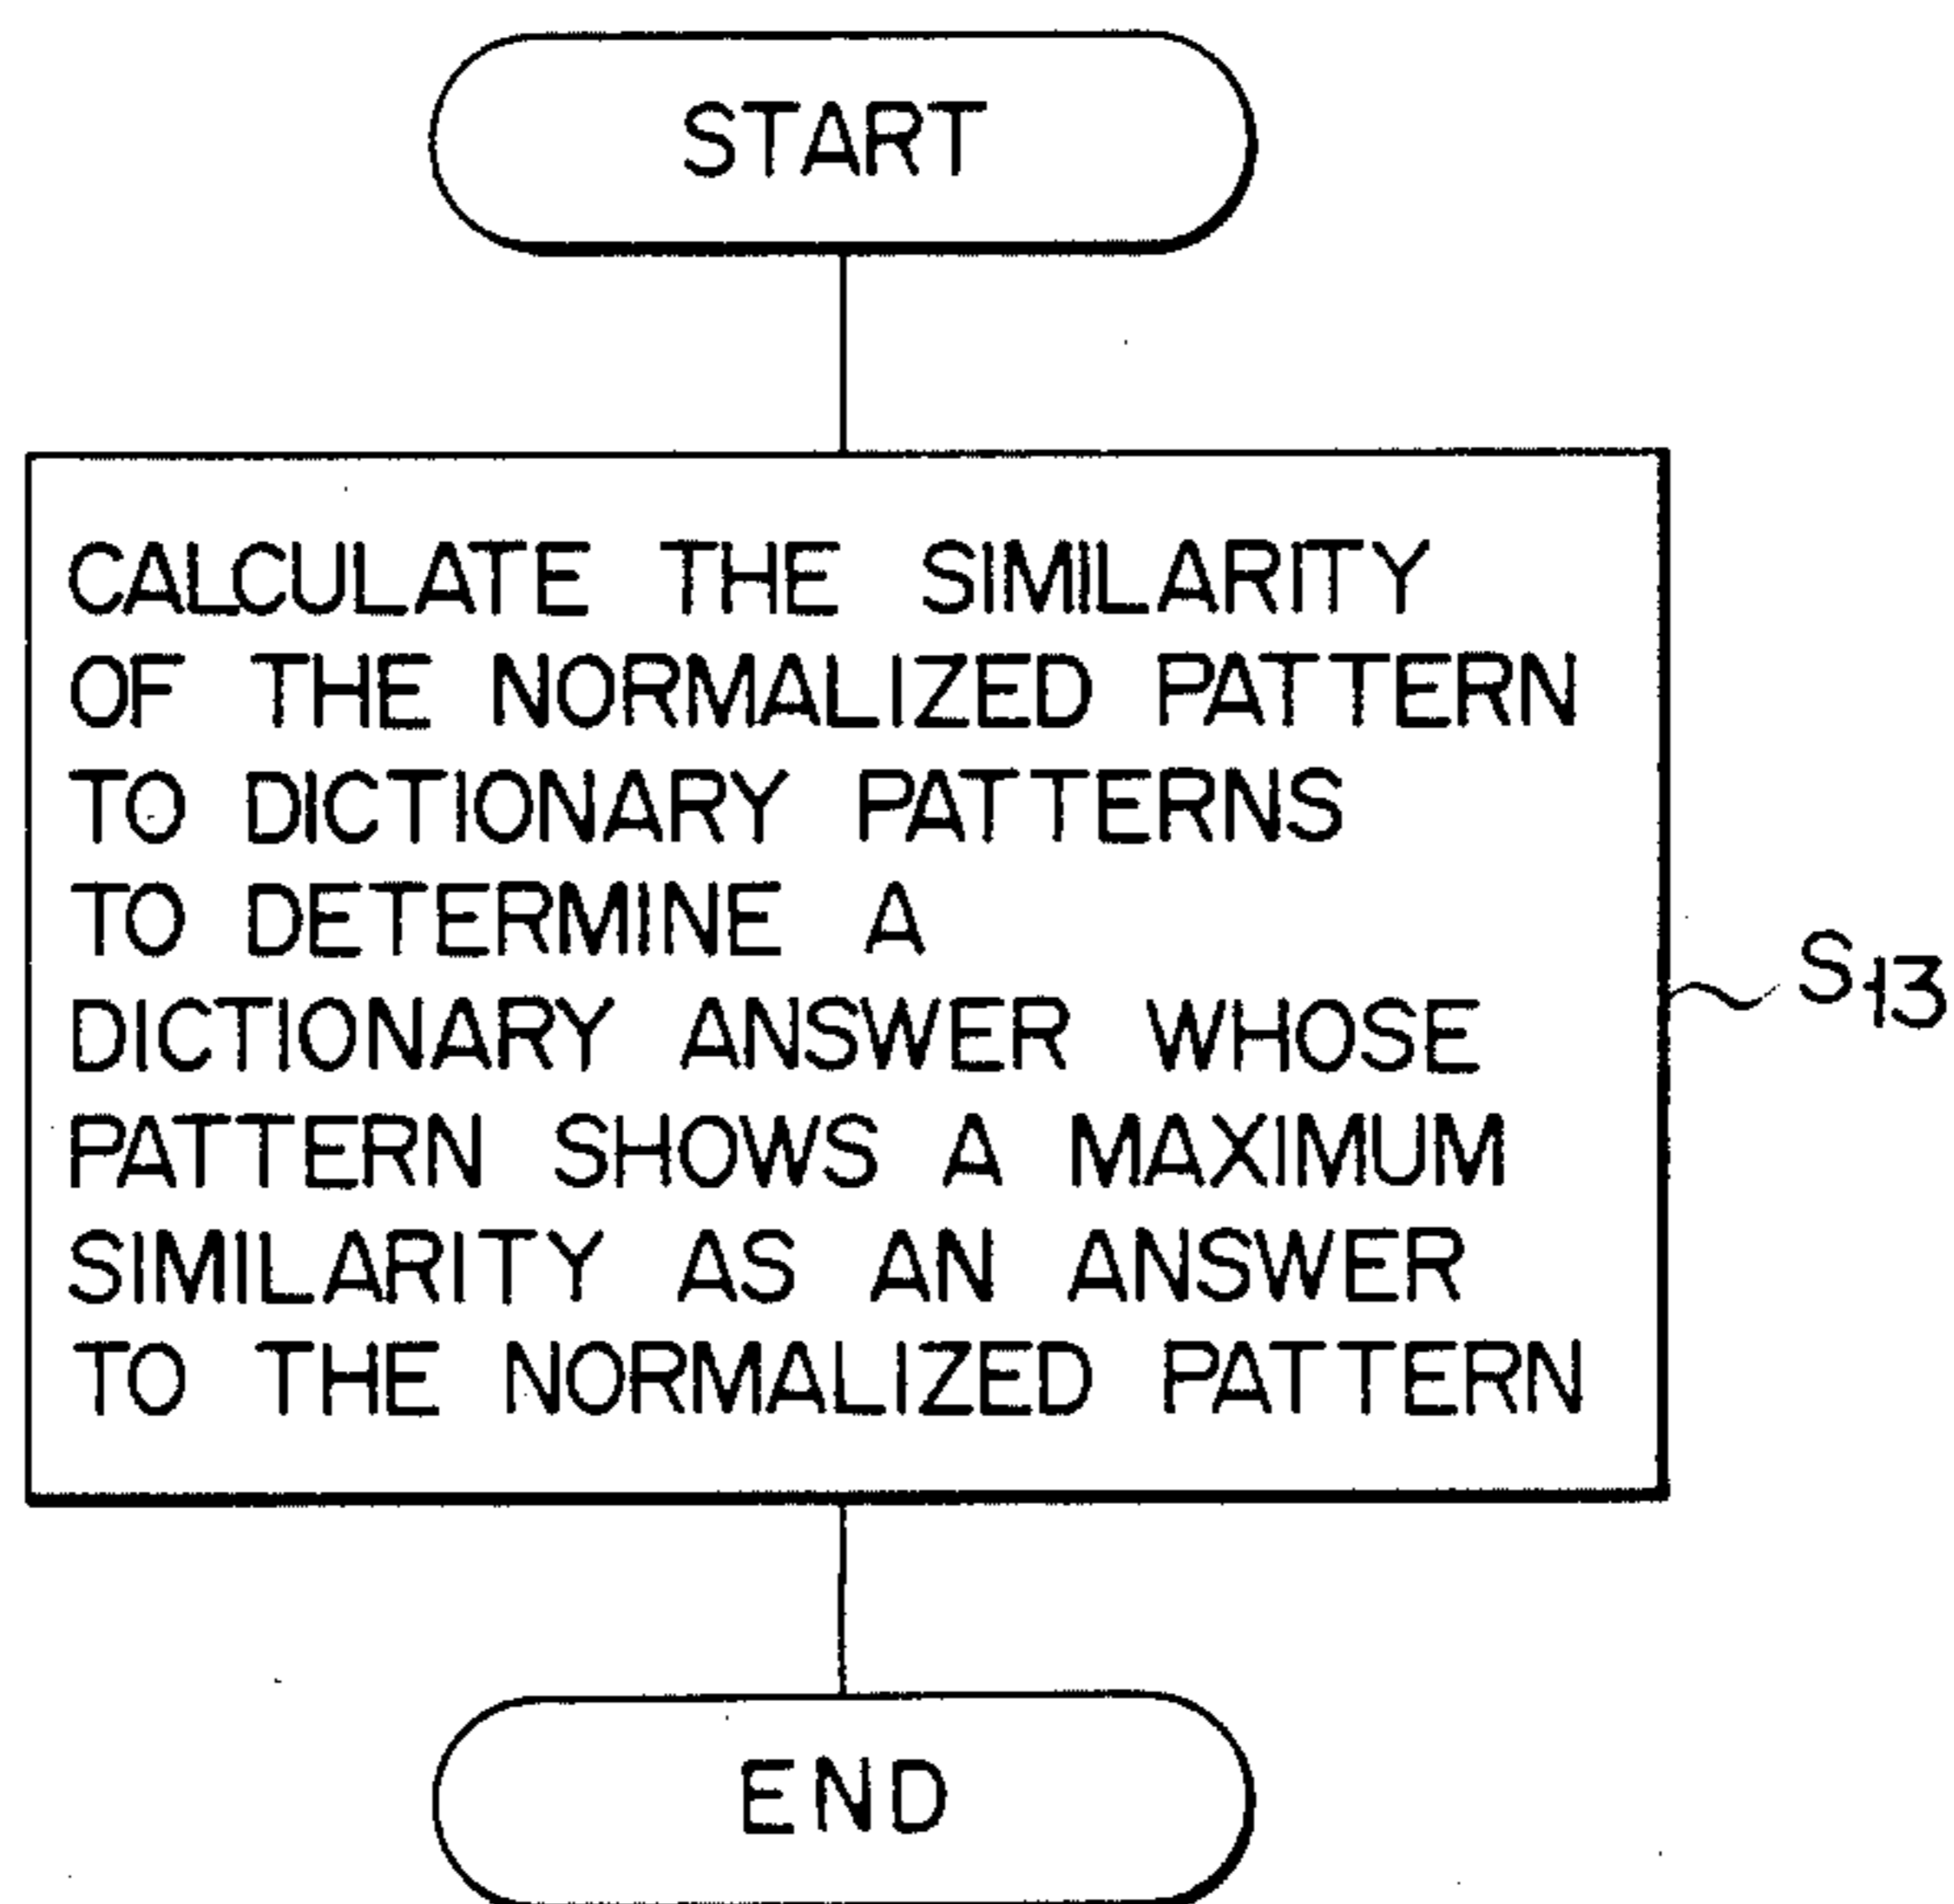 START
CALCULATE THE SIMILARITY
OF THE NORMALIZED PATTERN
TO DICTIONARY PATTERNS
TO DETERMINE A
DICTIONARY ANSWER WHOSE
PATTERN SHOWS A MAXIMUM
SIMILARITY AS AN ANSWER
TO THE NORMALIZED PATTERN
S13
END